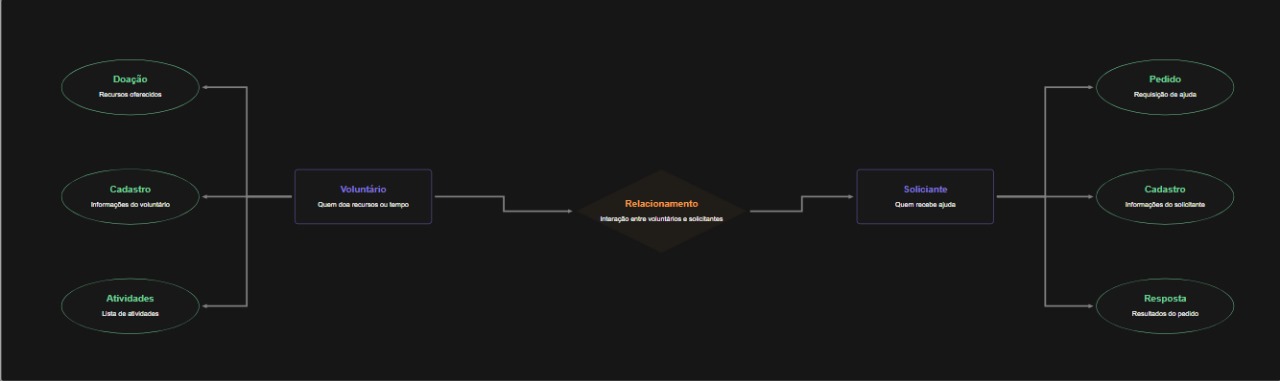 Doação
Recursos oferecidos
Cadastro
Informações do voluntário
Atividades
Lista de atividades
Voluntário
Quem doa recursos ou tempo
Relacionamento
Interação entre voluntários e solicitantes
Soliciante
Quem recebe ajuda
Pedido
Requisição de ajuda
Cadastro
Informações do solicitante
Resposta
Resultados do pedido